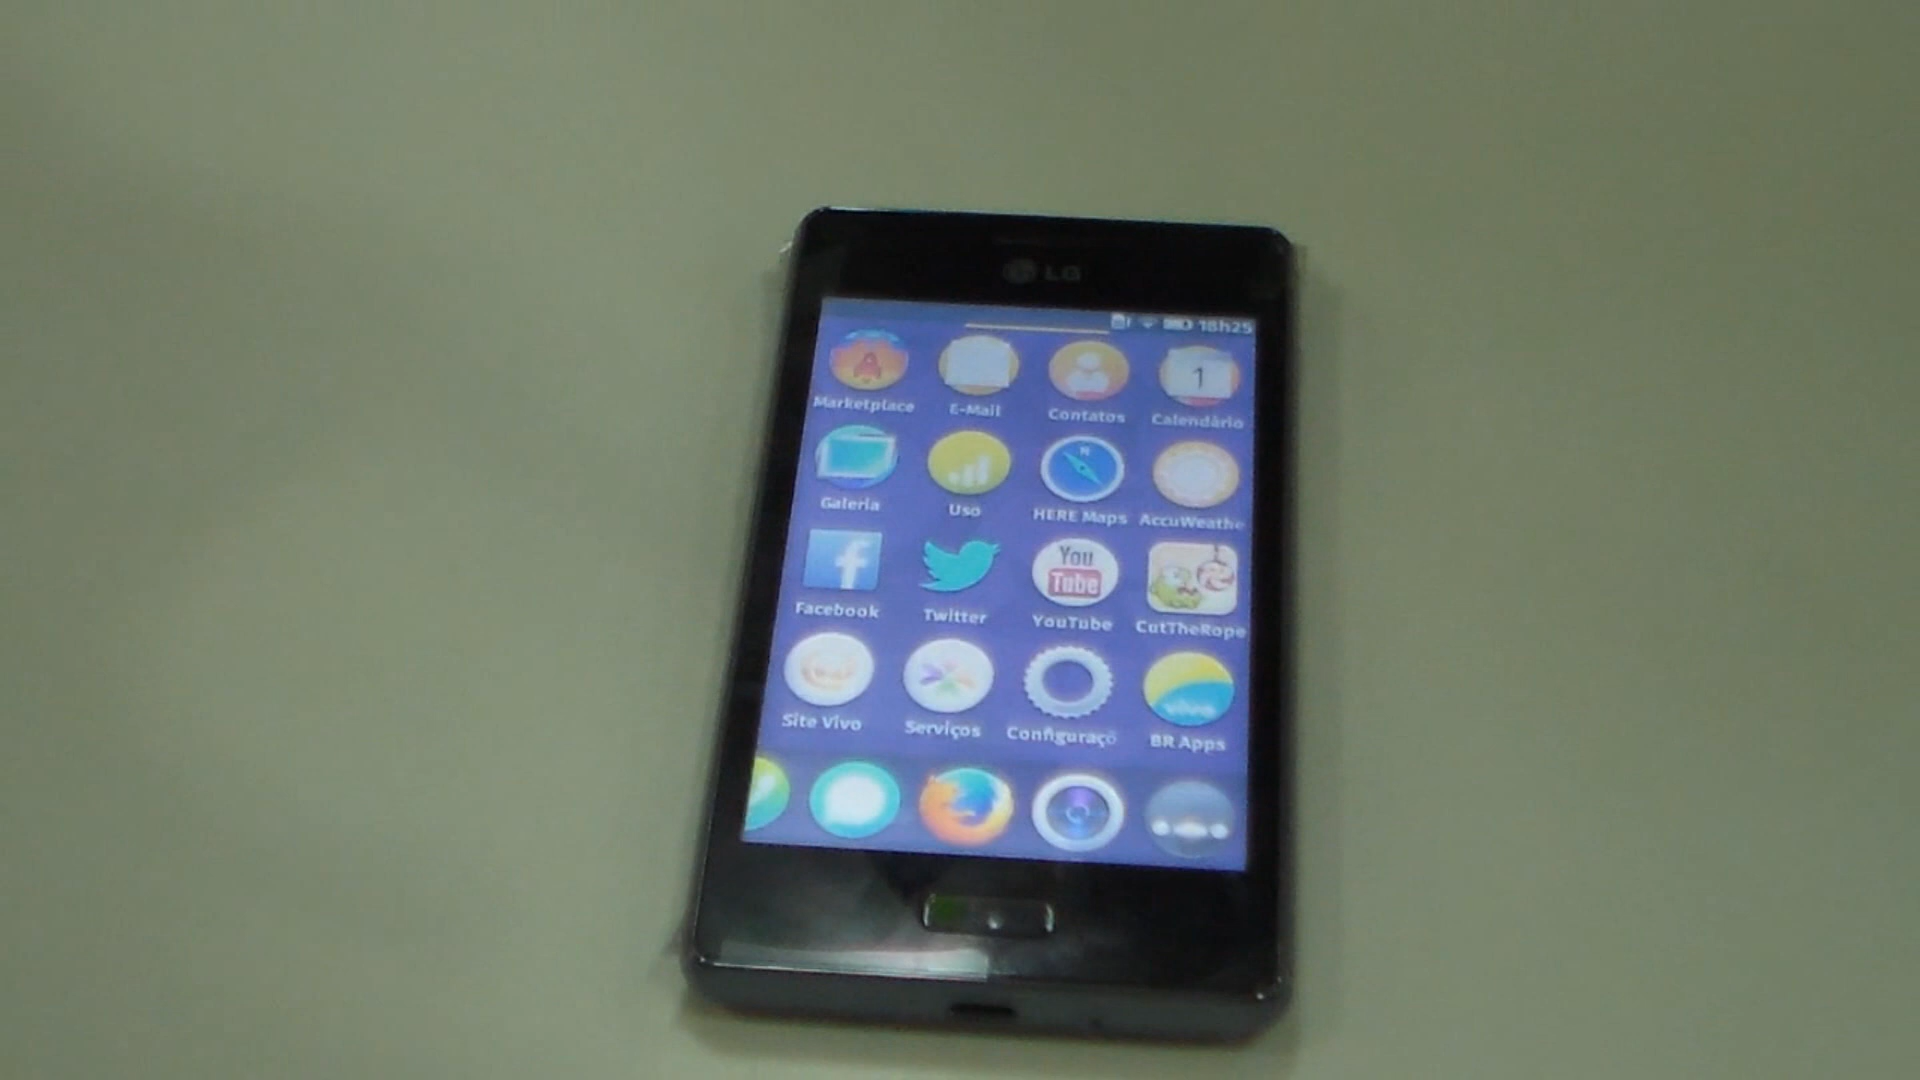 LG
18h25
1
Marketplace E-Mail Contatos Calendário
N
Galeria Uso HERE Maps AccuWeathe
f
You
Tube
Facebook Twitter YouTube CutTheRope
vivo
Site Vivo Serviços Configuraçõ BR Apps